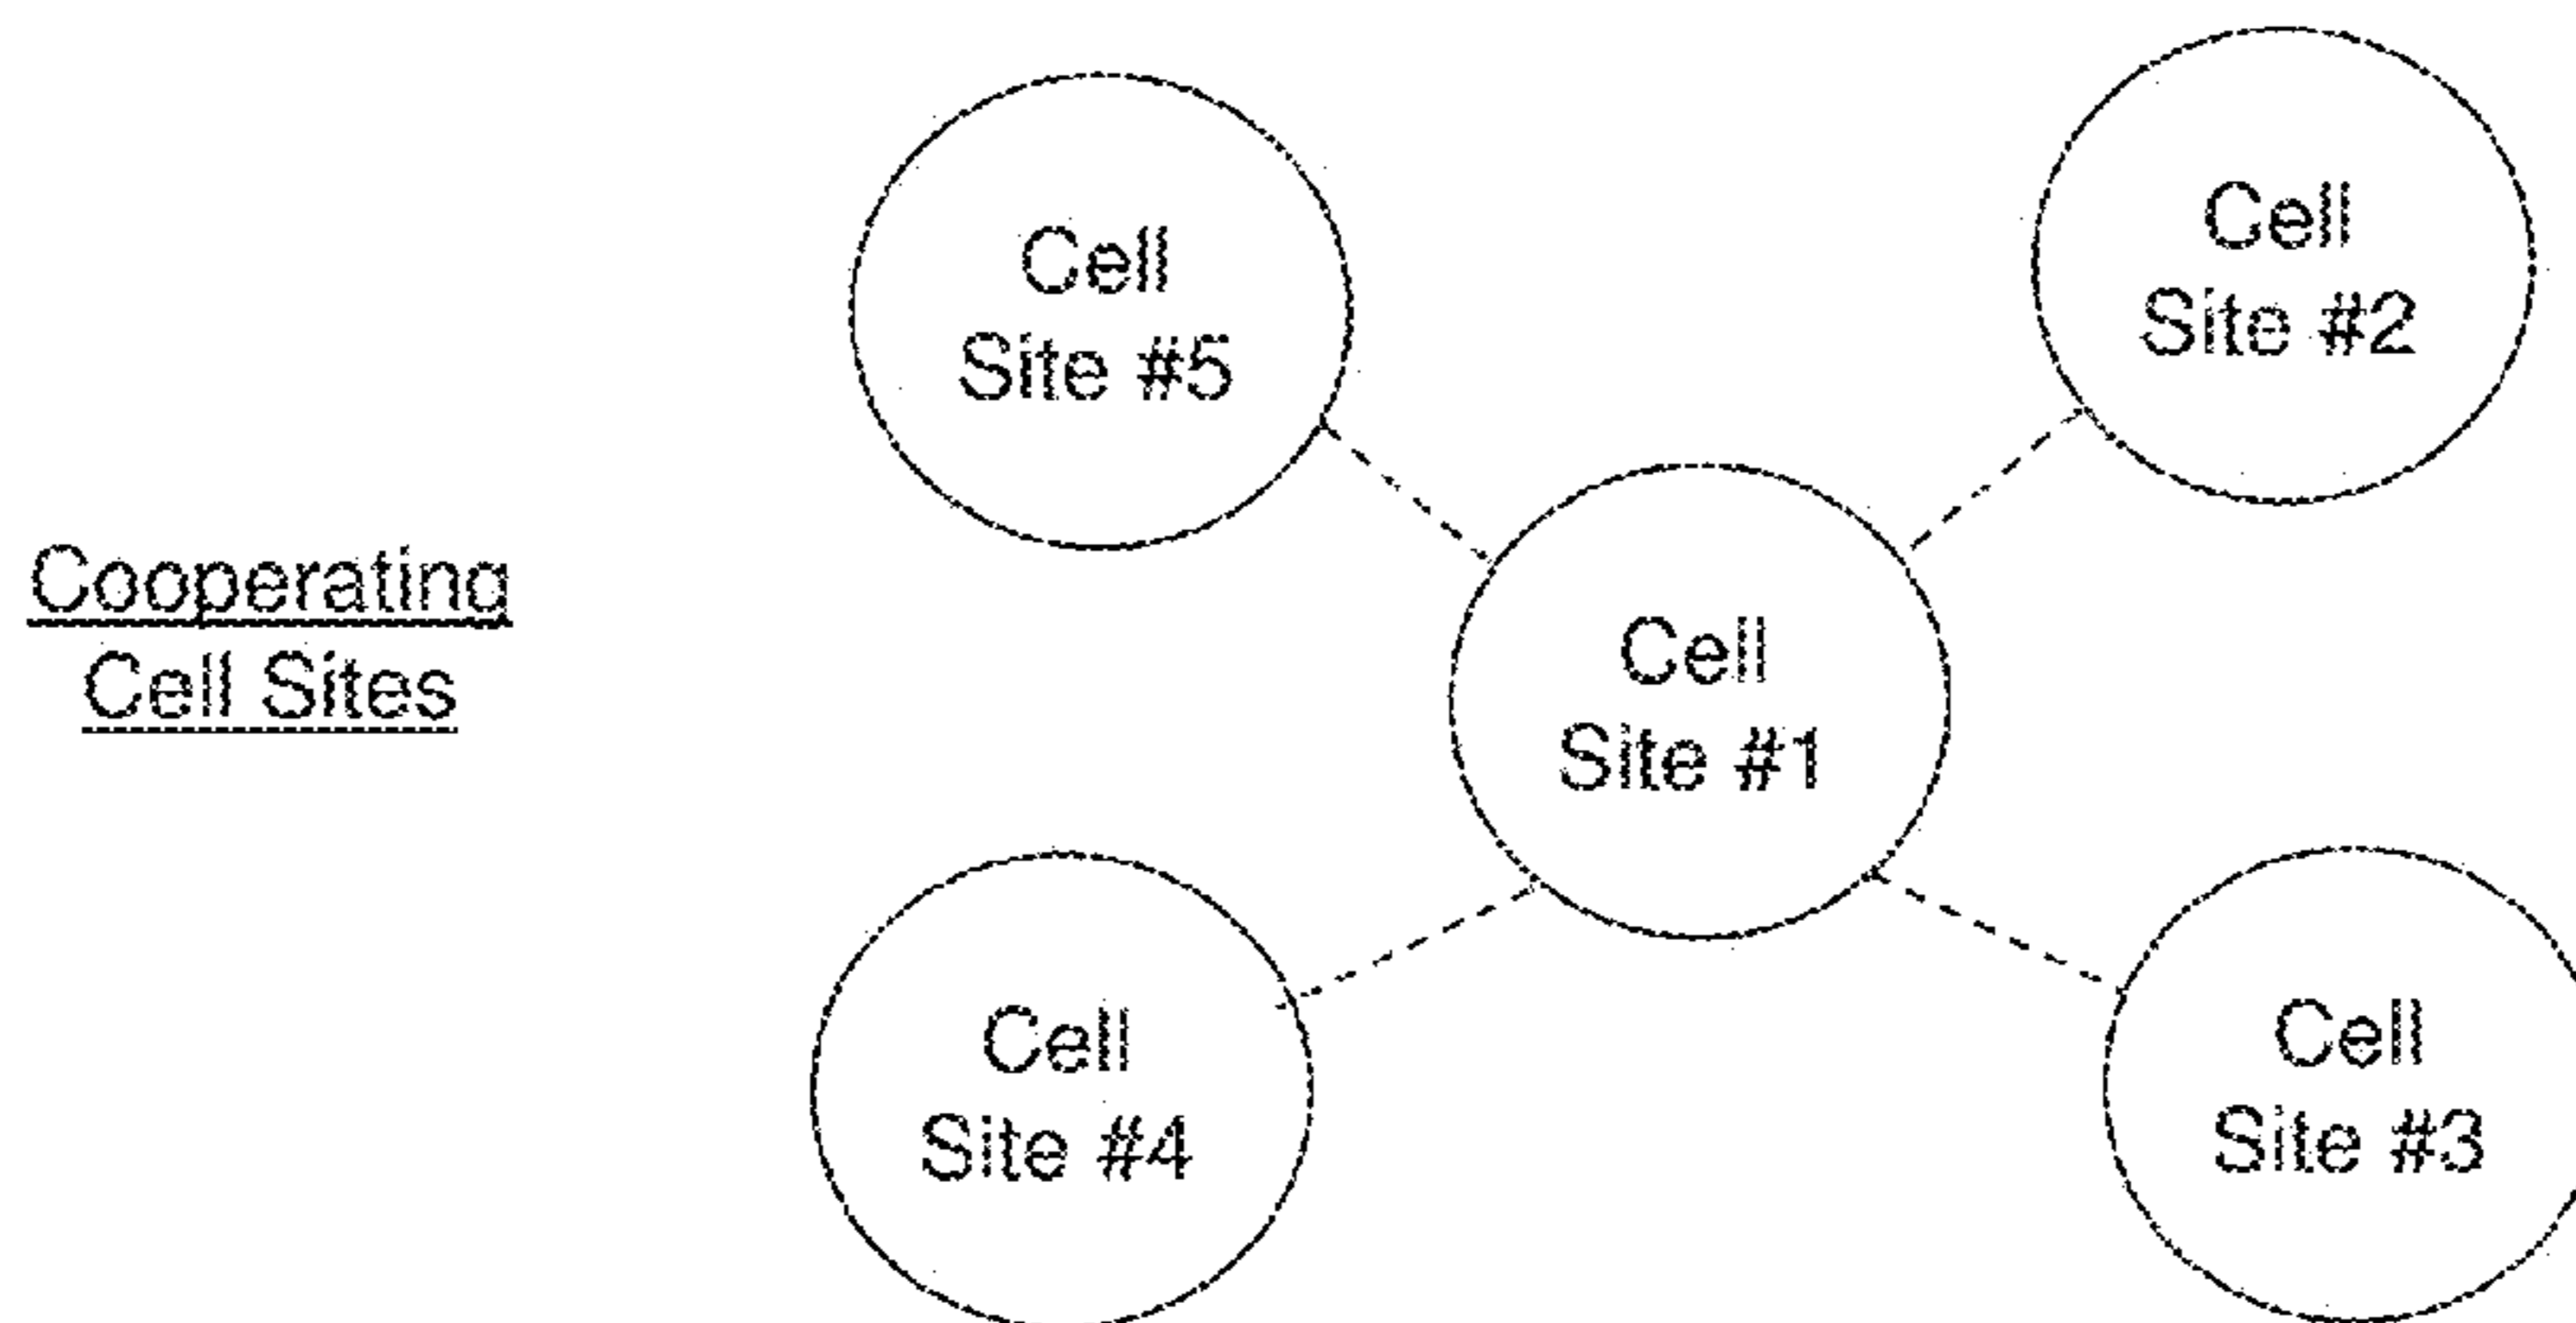 Cell
Site #5
Cell
Site #2
Cooperating
Cell Sites
Cell
Site #1
Cell
Site #4
Cell
Site #3